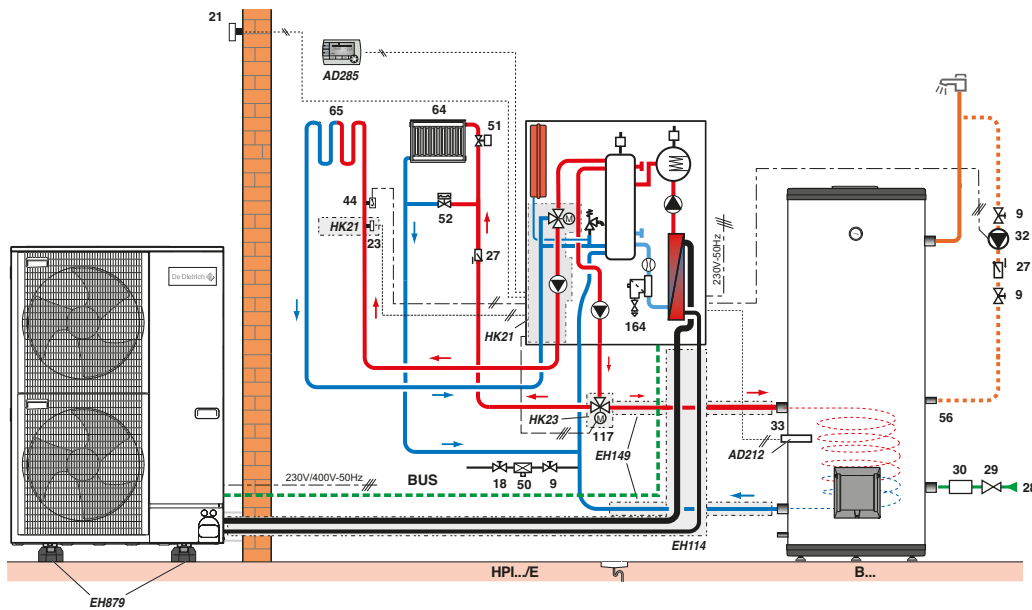 21
AD285
65
64
51
9
44
52
32
HK21
23
27
27
230V-50Hz
De Dietrich
9
164
HK21
M
M
HK23
117
33
56
AD212
EH149
230V/400V-50Hz
BUS
18
50
9
30
29
28
EH114
HPI.../E
B...
EH879